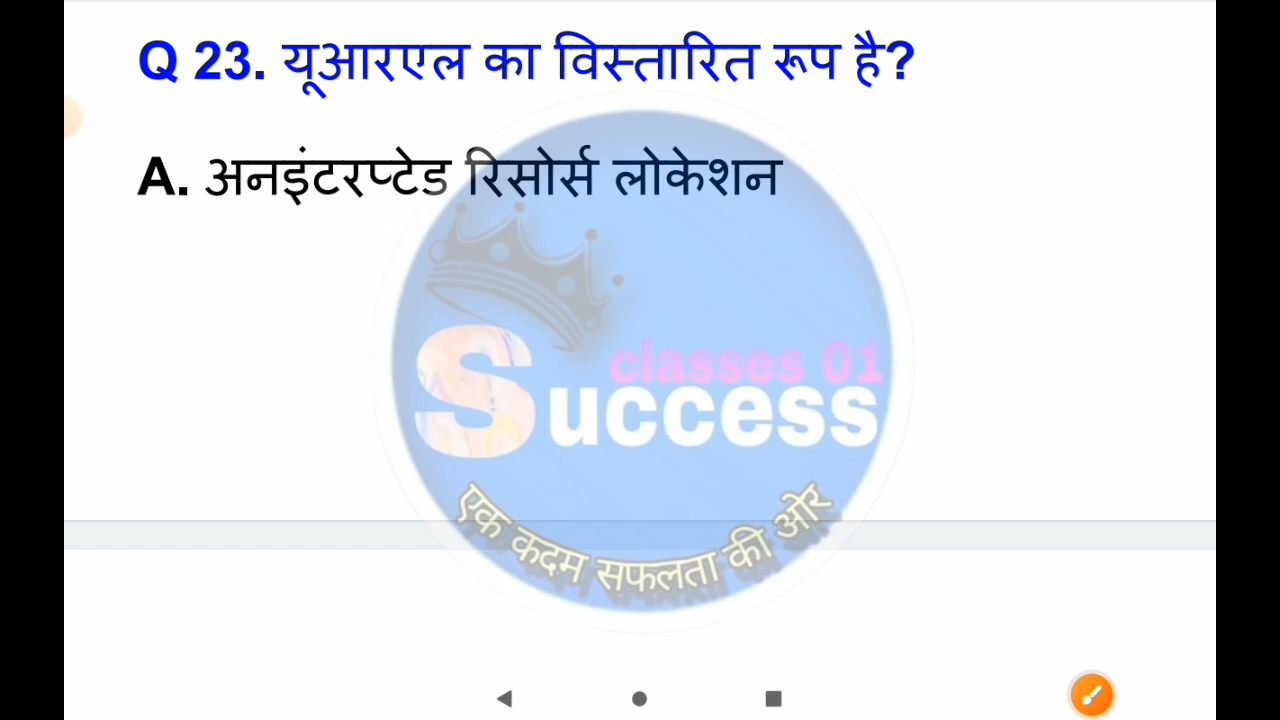 Q 23. यूआरएल का विस्तारित रूप है?
A. अनइंटरप्टेड रिसोर्स लोकेशन
classes 01
Success
एक कदम सफलता की ओर